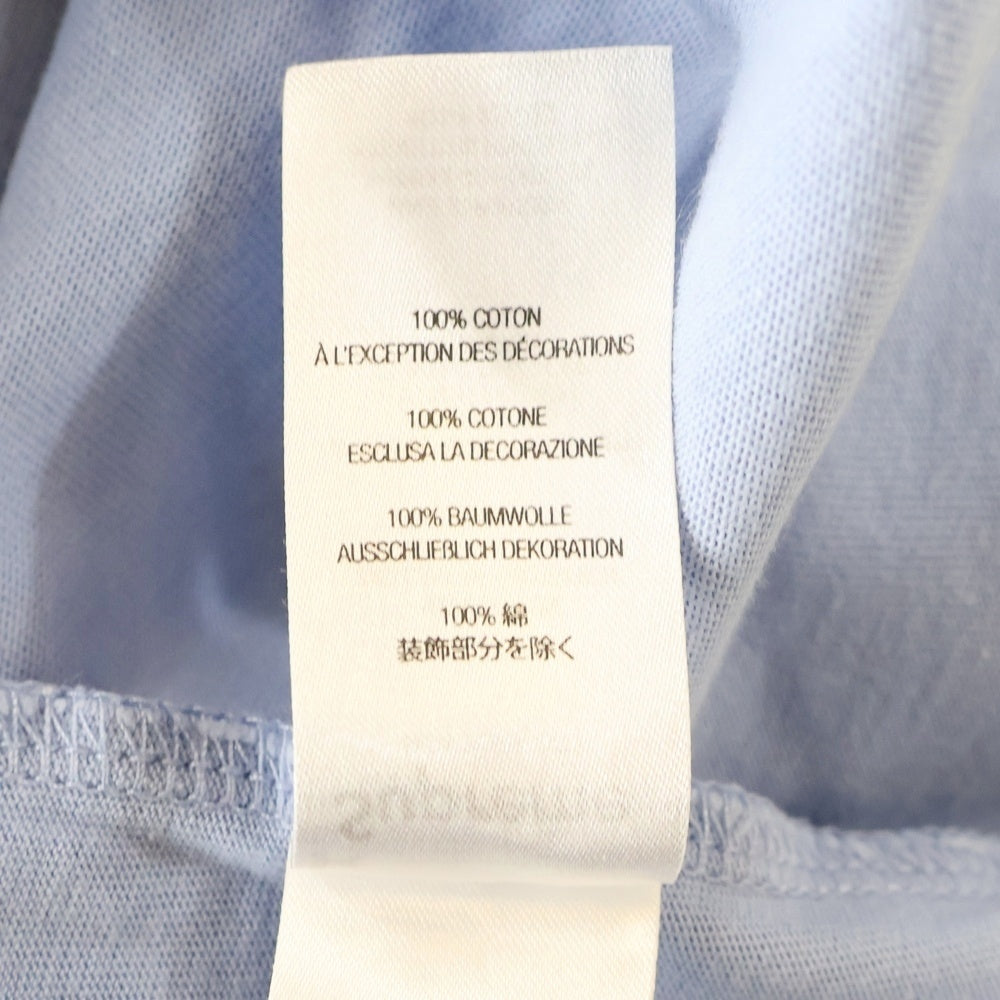 100% COTON
À L'EXCEPTION DES DÉCORATIONS
100% COTONE
ESCLUSA LA DECORAZIONE
100% BAUMWOLLE
AUSSCHLIEßLICH DEKORATION
100% 綿
装飾部分を除く